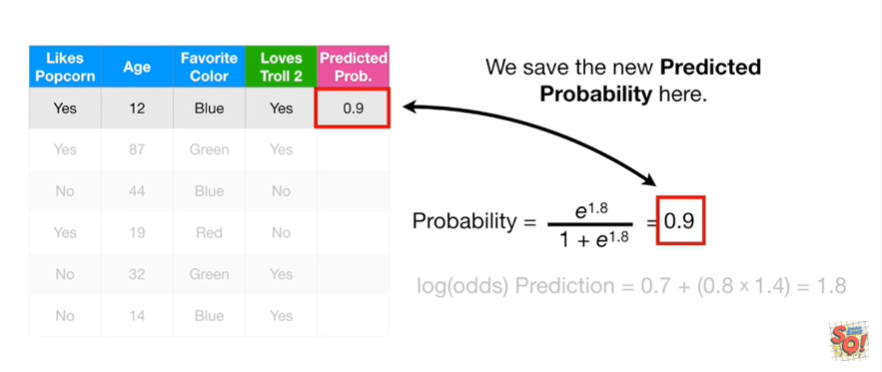 Likes Popcorn Age Favorite Color Loves Troll 2 Predicted Prob.
Yes 12 Blue Yes 0.9
Yes 87 Green Yes
No 44 Blue No
Yes 19 Red No
No 32 Green Yes
No 14 Blue Yes
We save the new Predicted
Probability here.
Probability = e^1.8 / 1 + e^1.8 = 0.9
log(odds) Prediction = 0.7 + (0.8 × 1.4) = 1.8
SQ!